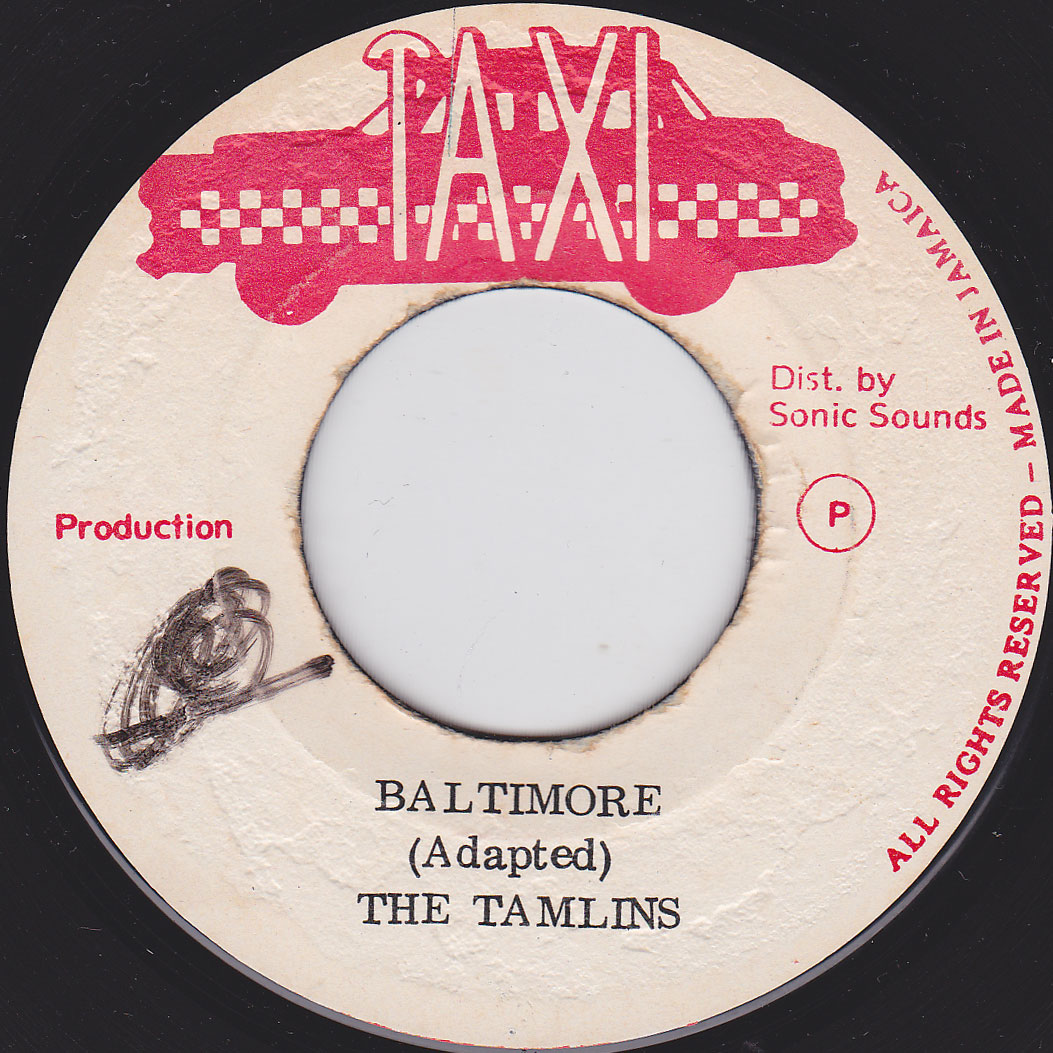 TAXI
Dist. by
Sonic Sounds
P
Production
BALTIMORE
(Adapted)
THE TAMLINS
ALL RIGHTS RESERVED - MADE IN JAMAICA